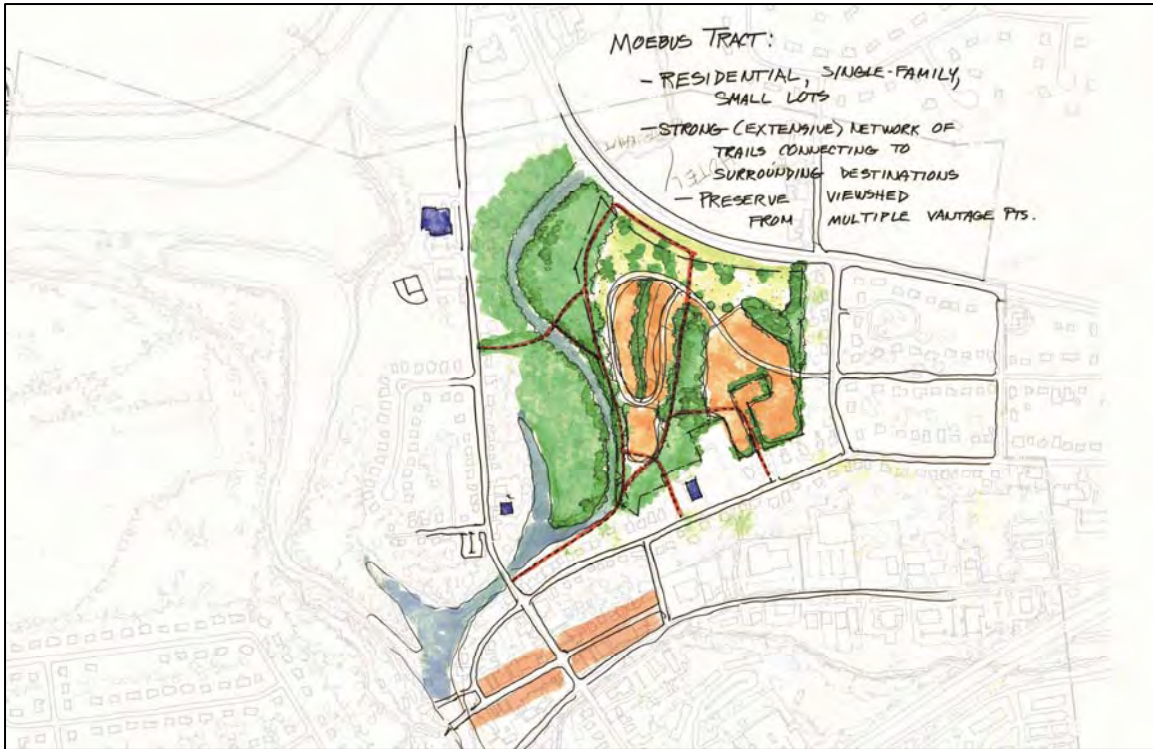 MOEBUS TRACT:
- RESIDENTIAL, SINGLE-FAMILY,
SMALL LOTS
- STRONG (EXTENSIVE) NETWORK OF
TRAILS CONNECTING TO
SURROUNDING DESTINATIONS
- PRESERVE VIEWSHED
FROM MULTIPLE VANTAGE PTS.